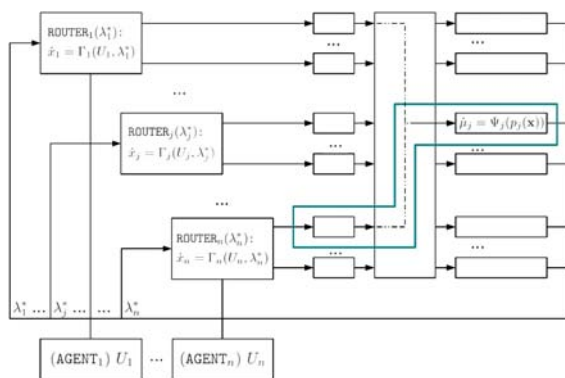 ROUTER₁(λ₁*):
ẋ₁ = Γ₁(U₁, λ₁*)
...
...
...
ROUTERⱼ(λⱼ*):
ẋⱼ = Γⱼ(Uⱼ, λⱼ*)
μ̂ⱼ = Ψⱼ(pⱼ(𝐱))
...
...
...
ROUTERₙ(λₙ*):
ẋₙ = Γₙ(Uₙ, λₙ*)
...
...
λ₁* ... λⱼ* ... ... λₙ*
(AGENT₁) U₁ ... (AGENTₙ) Uₙ